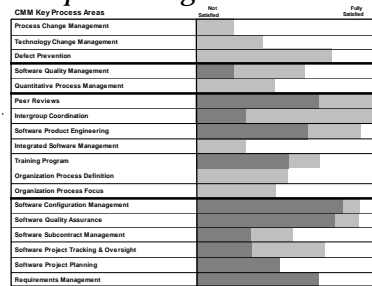 CMM Key Process Areas
Not
Satisfied
Fully
Satisfied
Process Change Management
Technology Change Management
Defect Prevention
Software Quality Management
Quantitative Process Management
Peer Reviews
Intergroup Coordination
Software Product Engineering
Integrated Software Management
Training Program
Organization Process Definition
Organization Process Focus
Software Configuration Management
Software Quality Assurance
Software Subcontract Management
Software Project Tracking & Oversight
Software Project Planning
Requirements Management